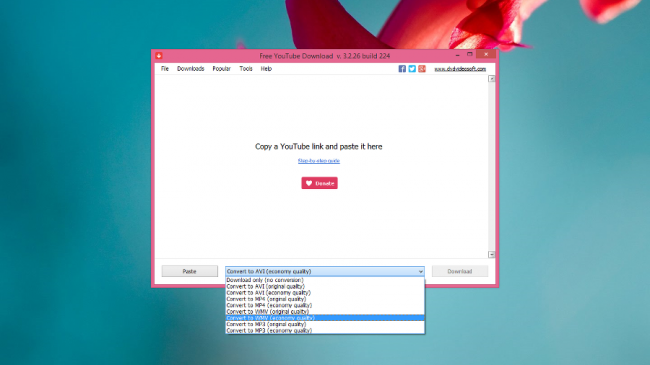 Free YouTube Download v. 3.2.26 build 224
File Downloads Popular Tools Help www.dvdvideosoft.com
Copy a YouTube link and paste it here
Step-by-step guide
Donate
Paste Convert to AVI (economy quality) Download
Download only (no conversion)
Convert to AVI (original quality)
Convert to AVI (economy quality)
Convert to MP4 (original quality)
Convert to MP4 (economy quality)
Convert to WMV (original quality)
Convert to WMV (economy quality)
Convert to MP3 (original quality)
Convert to MP3 (economy quality)